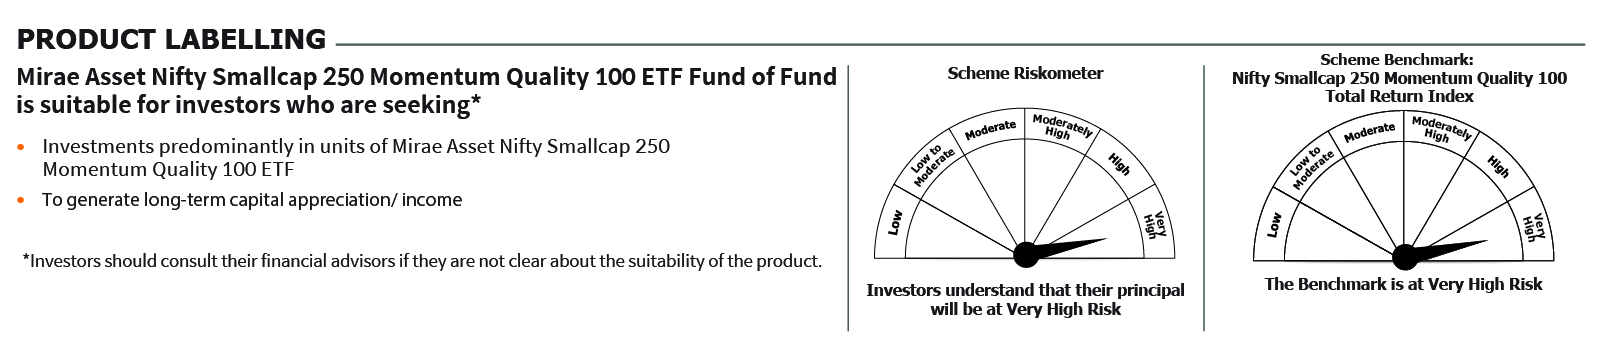 PRODUCT LABELLING
Mirae Asset Nifty Smallcap 250 Momentum Quality 100 ETF Fund of Fund
is suitable for investors who are seeking*
• Investments predominantly in units of Mirae Asset Nifty Smallcap 250
Momentum Quality 100 ETF
• To generate long-term capital appreciation/ income
*Investors should consult their financial advisors if they are not clear about the suitability of the product.
Scheme Riskometer
Low
Low to
Moderate
Moderate
Moderately
High
High
Very
High
Investors understand that their principal
will be at Very High Risk
Scheme Benchmark:
Nifty Smallcap 250 Momentum Quality 100
Total Return Index
Low
Low to
Moderate
Moderate
Moderately
High
High
Very
High
The Benchmark is at Very High Risk